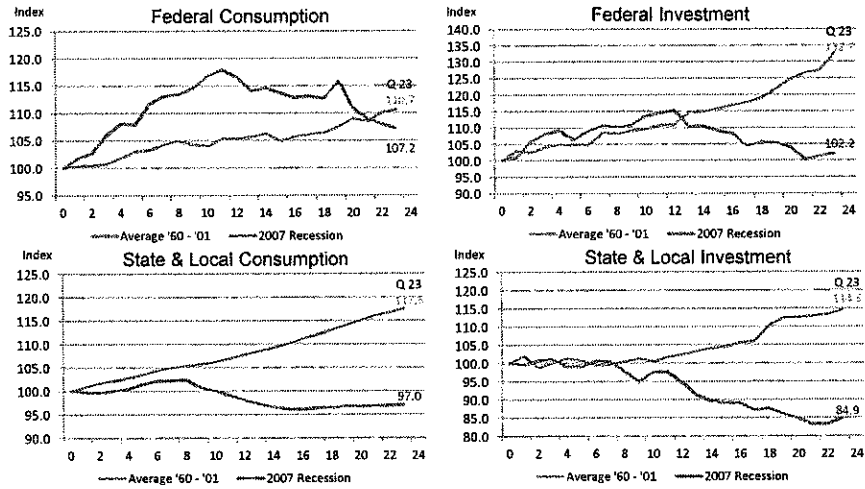 Index
Federal Consumption
125.0
120.0
115.0
110.0
105.0
100.0
95.0
Q 23
107.2
0 2 4 6 8 10 12 14 16 18 20 22 24
Average '60 - '01 2007 Recession
Index
Federal Investment
140.0
135.0
130.0
125.0
120.0
115.0
110.0
105.0
100.0
95.0
90.0
Q 23
102.2
0 2 4 6 8 10 12 14 16 18 20 22 24
Average '60 - '01 2007 Recession
Index
State & Local Consumption
125.0
120.0
115.0
110.0
105.0
100.0
95.0
90.0
Q 23
97.0
0 2 4 6 8 10 12 14 16 18 20 22 24
Average '60 - '01 2007 Recession
Index
State & Local Investment
125.0
120.0
115.0
110.0
105.0
100.0
95.0
90.0
85.0
80.0
Q 23
84.9
0 2 4 6 8 10 12 14 16 18 20 22 24
Average '60 - '01 2007 Recession